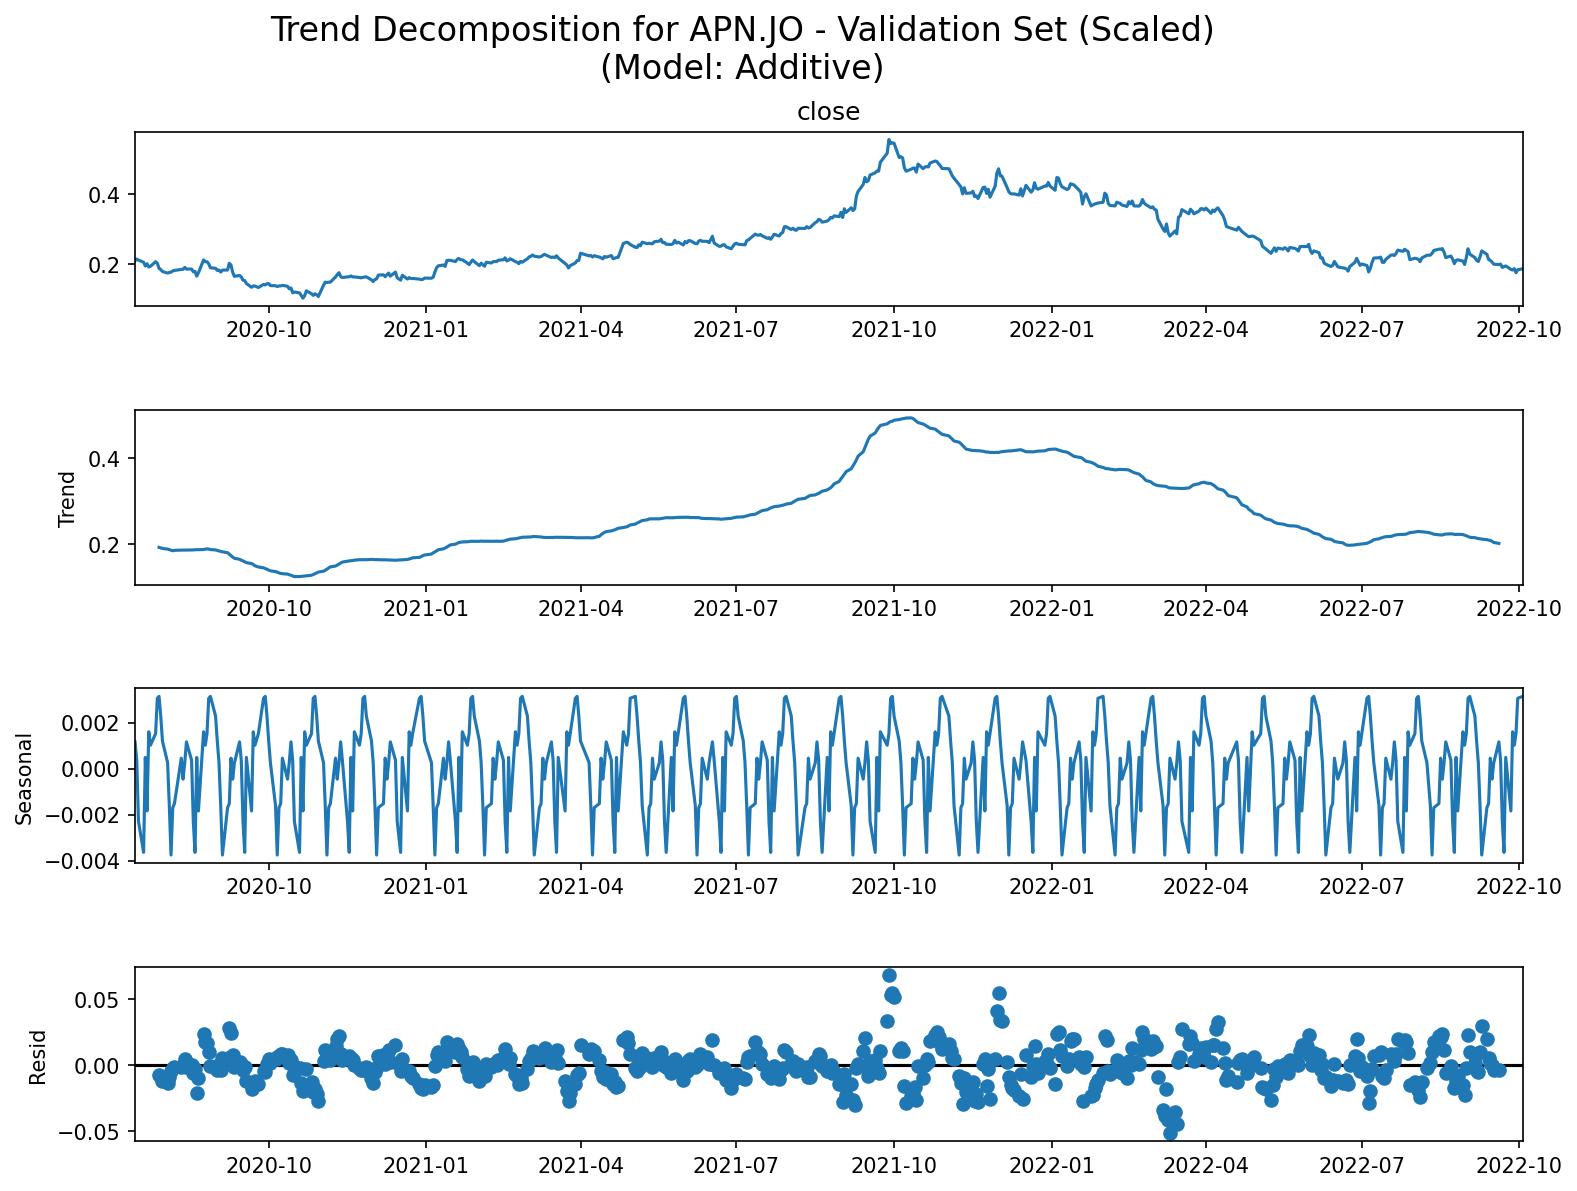 Trend Decomposition for APN.JO - Validation Set (Scaled)
(Model: Additive)
close
0.4
0.2
2020-10 2021-01 2021-04 2021-07 2021-10 2022-01 2022-04 2022-07 2022-10
Trend
0.4
0.2
2020-10 2021-01 2021-04 2021-07 2021-10 2022-01 2022-04 2022-07 2022-10
Seasonal
0.002
0.000
−0.002
−0.004
2020-10 2021-01 2021-04 2021-07 2021-10 2022-01 2022-04 2022-07 2022-10
Resid
0.05
0.00
−0.05
2020-10 2021-01 2021-04 2021-07 2021-10 2022-01 2022-04 2022-07 2022-10